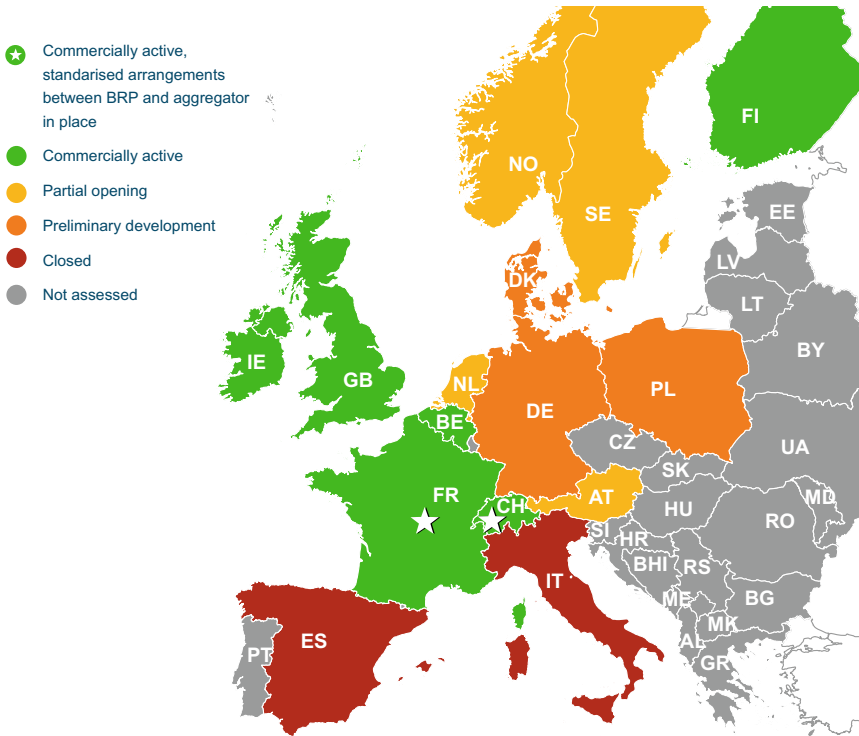 Commercially active,
standarised arrangements
between BRP and aggregator
in place
Commercially active
Partial opening
Preliminary development
Closed
Not assessed
FI
NO
SE
EE
LV
DK
LT
BY
IE
GB
NL
PL
DE
BE
CZ
UA
SK
FR
AT
MD
CH
HU
RO
SI
HR
BHI
RS
IT
ME
BG
MK
ES
AL
PT
GR